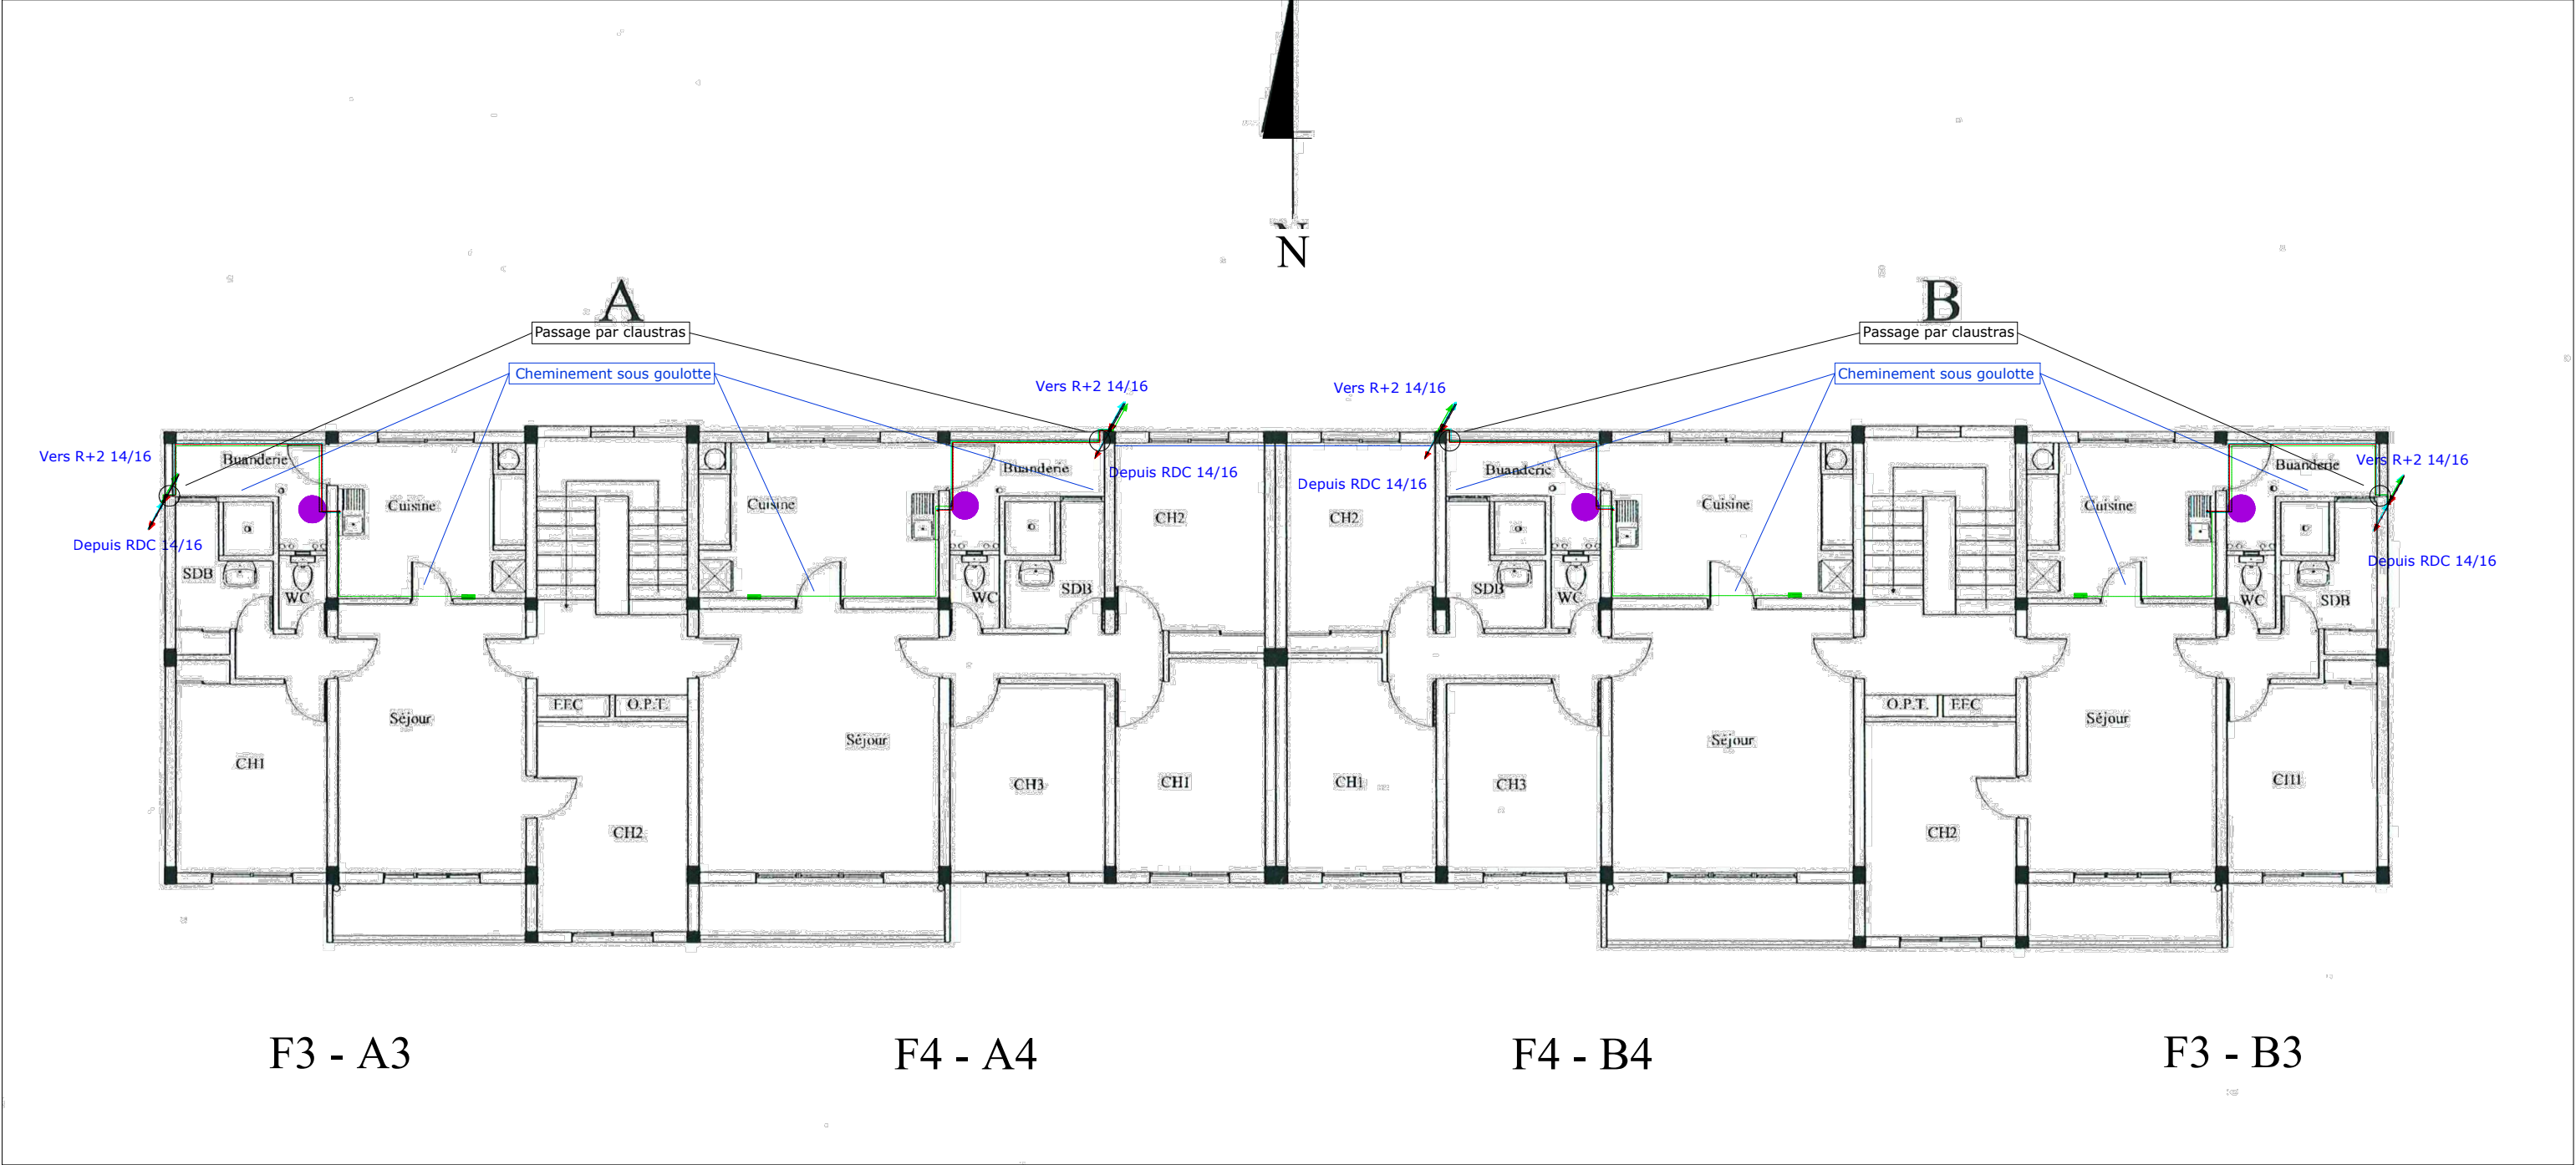 N
A
B
Passage par claustras
Passage par claustras
Cheminement sous goulotte
Cheminement sous goulotte
Vers R+2 14/16
Vers R+2 14/16
Vers R+2 14/16
Vers R+2 14/16
Buanderie
Buanderie
Buanderie
Buanderie
Depuis RDC 14/16
Depuis RDC 14/16
Cuisine
Cuisine
Cuisine
Cuisine
CH2
CH2
Depuis RDC 14/16
Depuis RDC 14/16
SDB
WC
WC
SDB
SDB
WC
WC
SDB
EEC
O.P.T.
O.P.T.
EEC
Séjour
Séjour
Séjour
Séjour
CH1
CH3
CH1
CH1
CH3
CH1
CH2
CH2
F3 - A3
F4 - A4
F4 - B4
F3 - B3